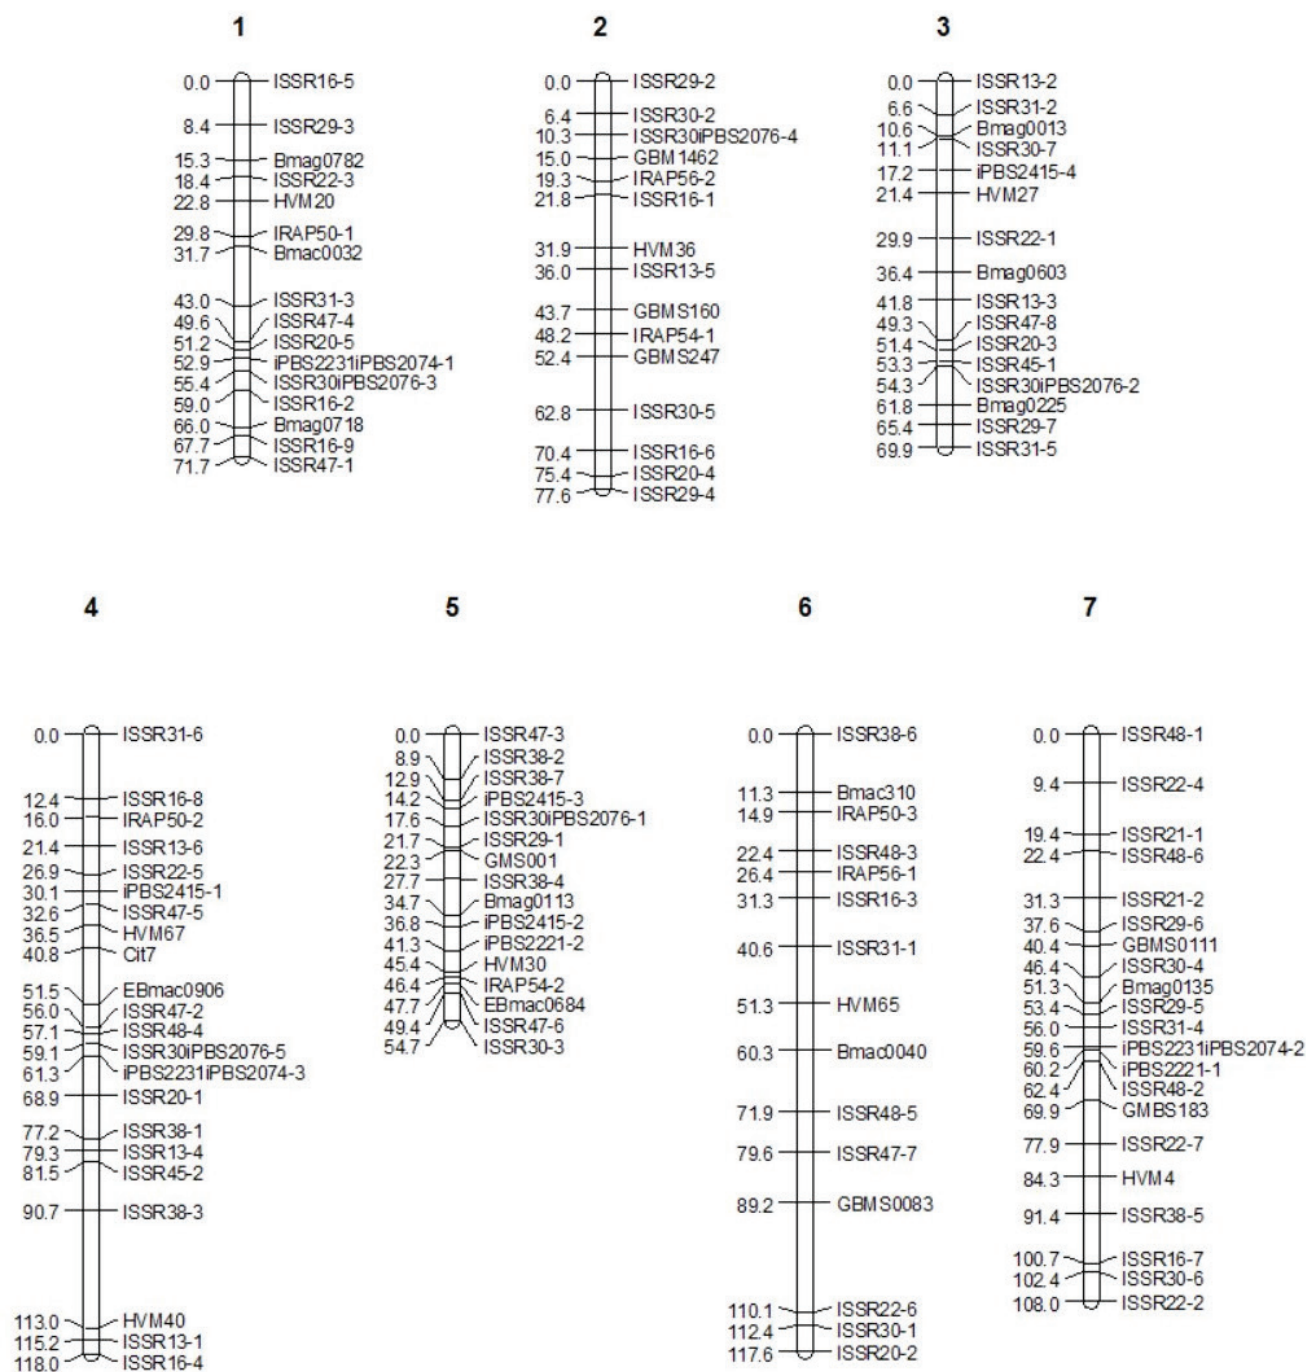 1
0.0 ISSR16-5
8.4 ISSR29-3
15.3 Bmag0782
18.4 ISSR22-3
22.8 HVM20
29.8 IRAP50-1
31.7 Bmac0032
43.0 ISSR31-3
49.6 ISSR47-4
51.2 ISSR20-5
52.9 iPBS2231iPBS2074-1
55.4 ISSR30iPBS2076-3
59.0 ISSR16-2
66.0 Bmag0718
67.7 ISSR16-9
71.7 ISSR47-1
2
0.0 ISSR29-2
6.4 ISSR30-2
10.3 ISSR30iPBS2076-4
15.0 GBM1462
19.3 IRAP56-2
21.8 ISSR16-1
31.9 HVM36
36.0 ISSR13-5
43.7 GBMS160
48.2 IRAP54-1
52.4 GBMS247
62.8 ISSR30-5
70.4 ISSR16-6
75.4 ISSR20-4
77.6 ISSR29-4
3
0.0 ISSR13-2
6.6 ISSR31-2
10.6 Bmag0013
11.1 ISSR30-7
17.2 iPBS2415-4
21.4 HVM27
29.9 ISSR22-1
36.4 Bmag0603
41.8 ISSR13-3
49.3 ISSR47-8
51.4 ISSR20-3
53.3 ISSR45-1
54.3 ISSR30iPBS2076-2
61.8 Bmag0225
65.4 ISSR29-7
69.9 ISSR31-5
4
0.0 ISSR31-6
12.4 ISSR16-8
16.0 IRAP50-2
21.4 ISSR13-6
26.9 ISSR22-5
30.1 iPBS2415-1
32.6 ISSR47-5
36.5 HVM67
40.8 Cit7
51.5 EBmac0906
56.0 ISSR47-2
57.1 ISSR48-4
59.1 ISSR30iPBS2076-5
61.3 iPBS2231iPBS2074-3
68.9 ISSR20-1
77.2 ISSR38-1
79.3 ISSR13-4
81.5 ISSR45-2
90.7 ISSR38-3
113.0 HVM40
115.2 ISSR13-1
118.0 ISSR16-4
5
0.0 ISSR47-3
8.9 ISSR38-2
12.9 ISSR38-7
14.2 iPBS2415-3
17.6 ISSR30iPBS2076-1
21.7 ISSR29-1
22.3 GMS001
27.7 ISSR38-4
34.7 Bmag0113
36.8 iPBS2415-2
41.3 iPBS2221-2
45.4 HVM30
46.4 IRAP54-2
47.7 EBmac0684
49.4 ISSR47-6
54.7 ISSR30-3
6
0.0 ISSR38-6
11.3 Bmac310
14.9 IRAP50-3
22.4 ISSR48-3
26.4 IRAP56-1
31.3 ISSR16-3
40.6 ISSR31-1
51.3 HVM65
60.3 Bmac0040
71.9 ISSR48-5
79.6 ISSR47-7
89.2 GBMS0083
110.1 ISSR22-6
112.4 ISSR30-1
117.6 ISSR20-2
7
0.0 ISSR48-1
9.4 ISSR22-4
19.4 ISSR21-1
22.4 ISSR48-6
31.3 ISSR21-2
37.6 ISSR29-6
40.4 GBMS0111
46.4 ISSR30-4
51.3 Bmag0135
53.4 ISSR29-5
56.0 ISSR31-4
59.6 iPBS2231iPBS2074-2
60.2 iPBS2221-1
62.4 ISSR48-2
69.9 GMBS183
77.9 ISSR22-7
84.3 HVM4
91.4 ISSR38-5
100.7 ISSR16-7
102.4 ISSR30-6
108.0 ISSR22-2